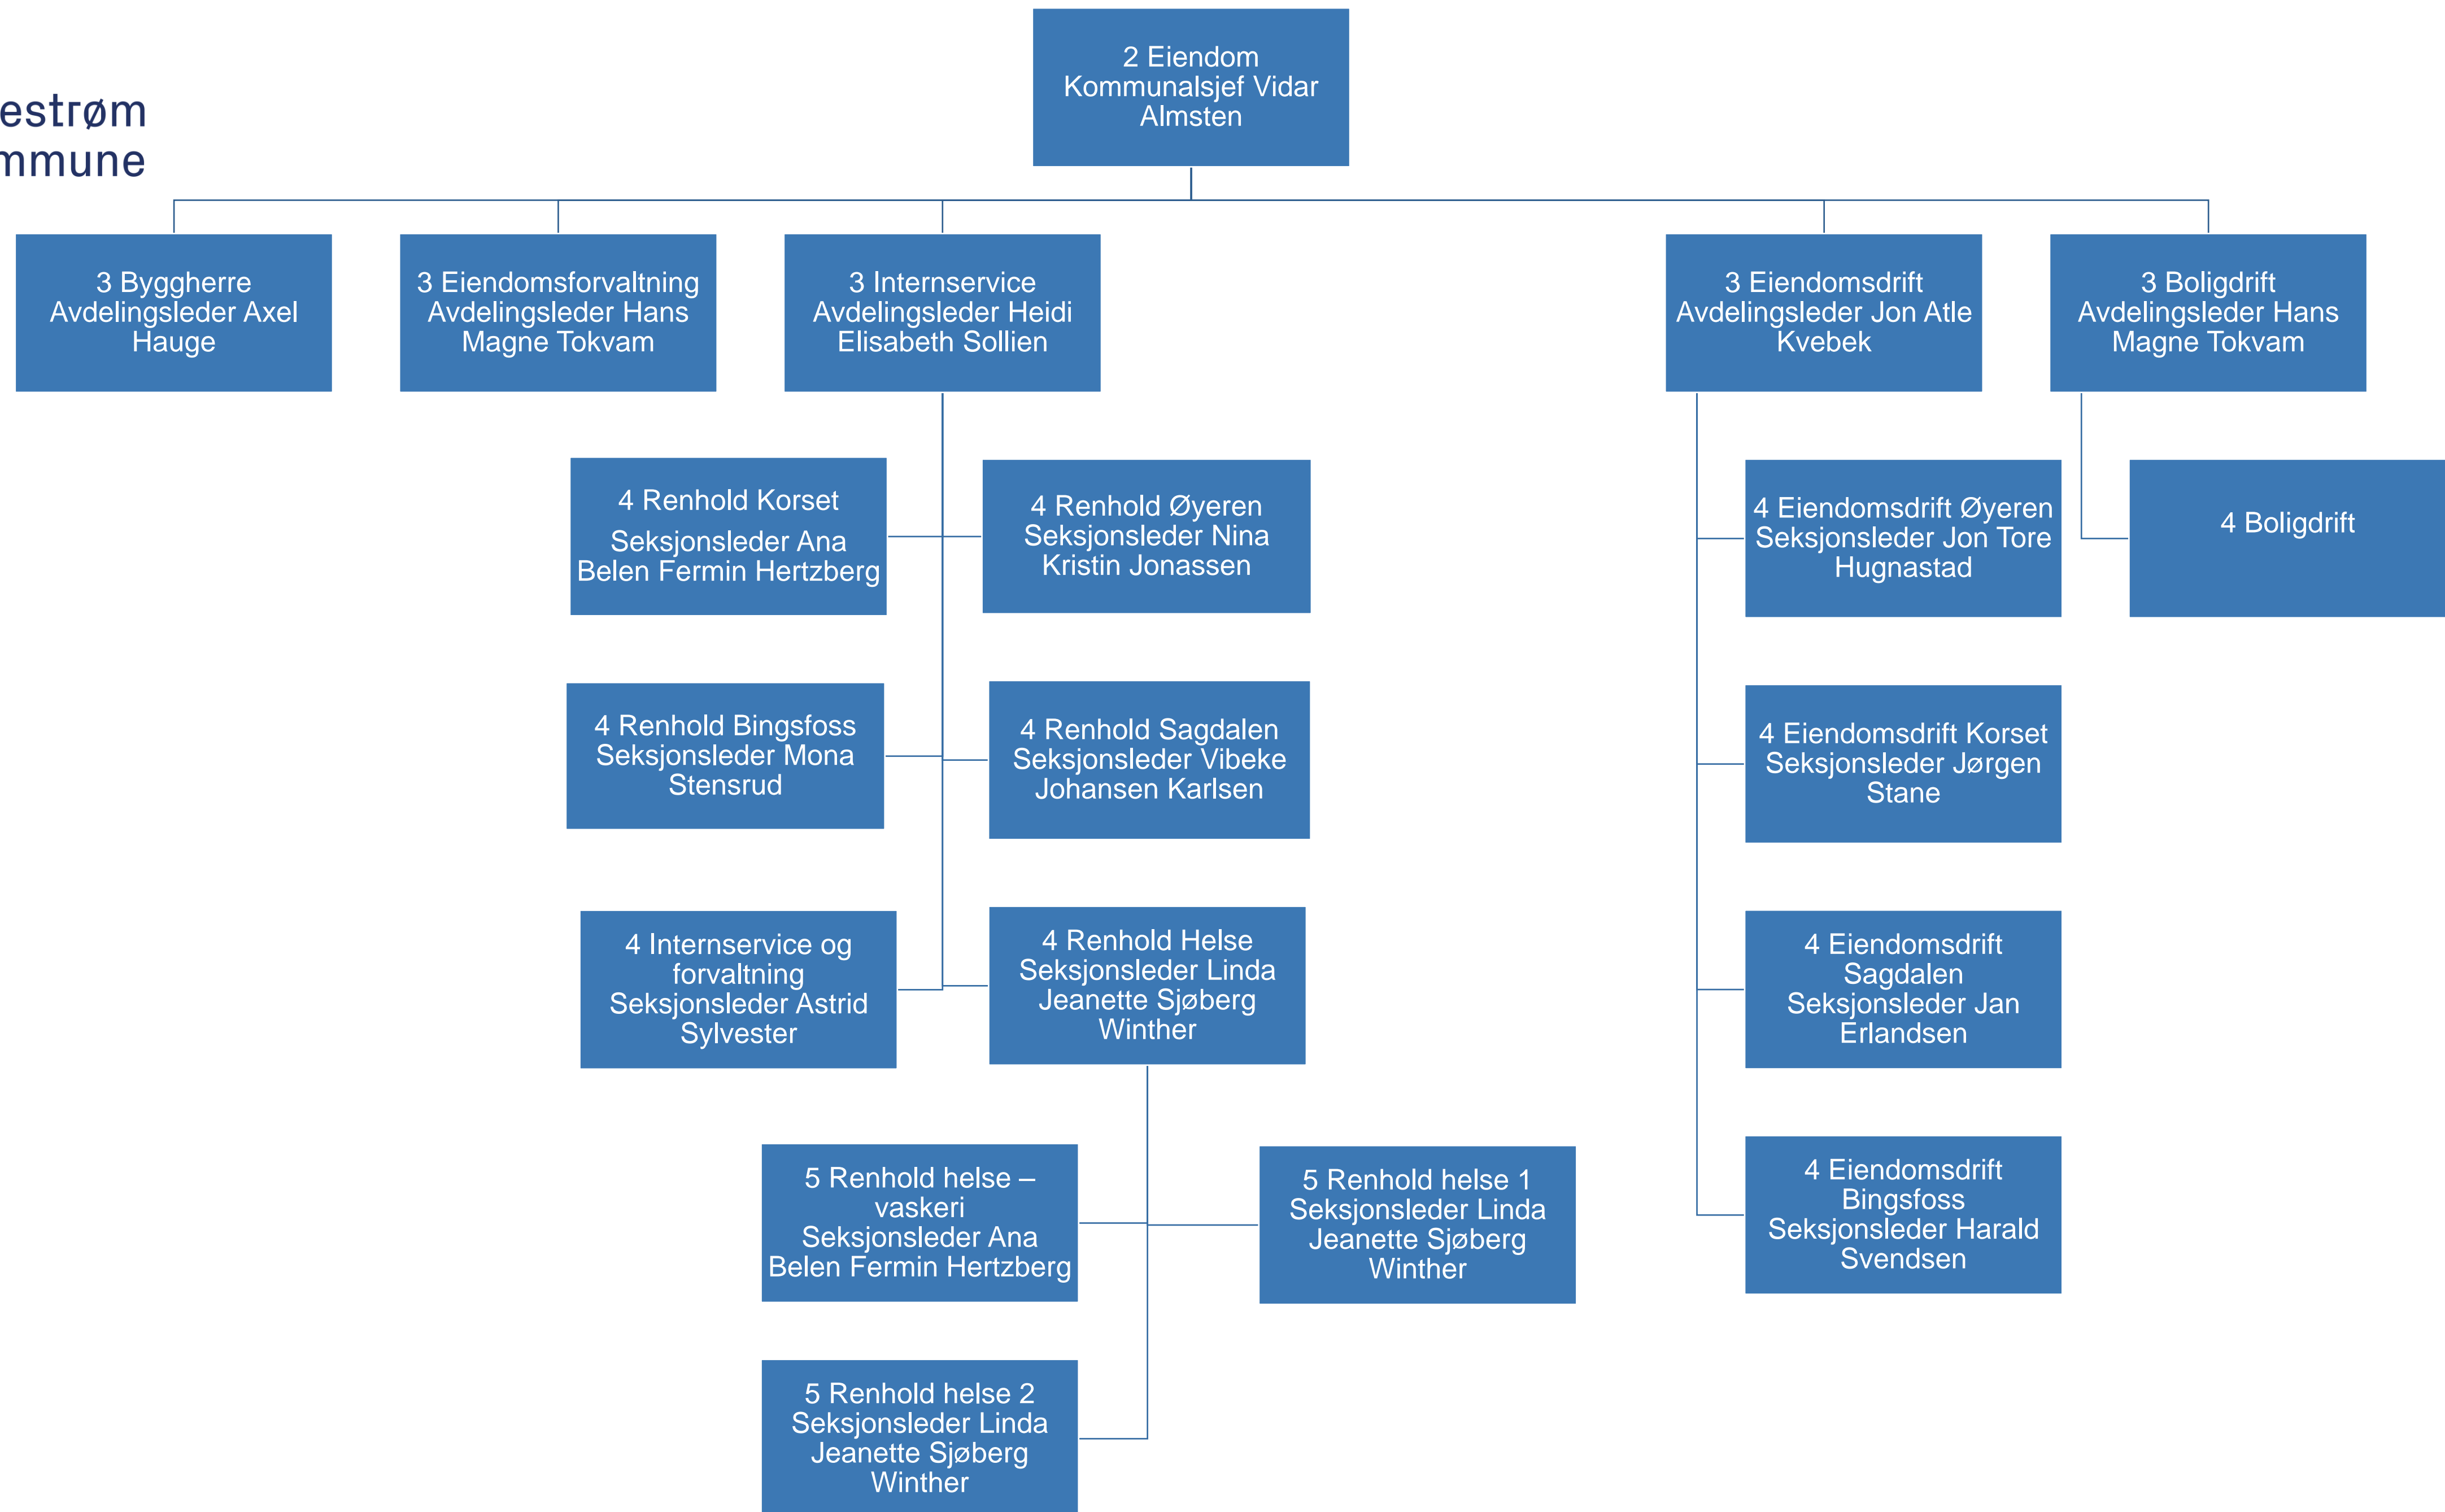 estrøm
mmune
2 Eiendom
Kommunalsjef Vidar
Almsten
3 Byggherre
Avdelingsleder Axel
Hauge
3 Eiendomsforvaltning
Avdelingsleder Hans
Magne Tokvam
3 Internservice
Avdelingsleder Heidi
Elisabeth Sollien
3 Eiendomsdrift
Avdelingsleder Jon Atle
Kvebek
3 Boligdrift
Avdelingsleder Hans
Magne Tokvam
4 Renhold Korset
Seksjonsleder Ana
Belen Fermin Hertzberg
4 Renhold Øyeren
Seksjonsleder Nina
Kristin Jonassen
4 Eiendomsdrift Øyeren
Seksjonsleder Jon Tore
Hugnastad
4 Boligdrift
4 Renhold Bingsfoss
Seksjonsleder Mona
Stensrud
4 Renhold Sagdalen
Seksjonsleder Vibeke
Johansen Karlsen
4 Eiendomsdrift Korset
Seksjonsleder Jørgen
Stane
4 Internservice og
forvaltning
Seksjonsleder Astrid
Sylvester
4 Renhold Helse
Seksjonsleder Linda
Jeanette Sjøberg
Winther
4 Eiendomsdrift
Sagdalen
Seksjonsleder Jan
Erlandsen
5 Renhold helse –
vaskeri
Seksjonsleder Ana
Belen Fermin Hertzberg
5 Renhold helse 1
Seksjonsleder Linda
Jeanette Sjøberg
Winther
4 Eiendomsdrift
Bingsfoss
Seksjonsleder Harald
Svendsen
5 Renhold helse 2
Seksjonsleder Linda
Jeanette Sjøberg
Winther